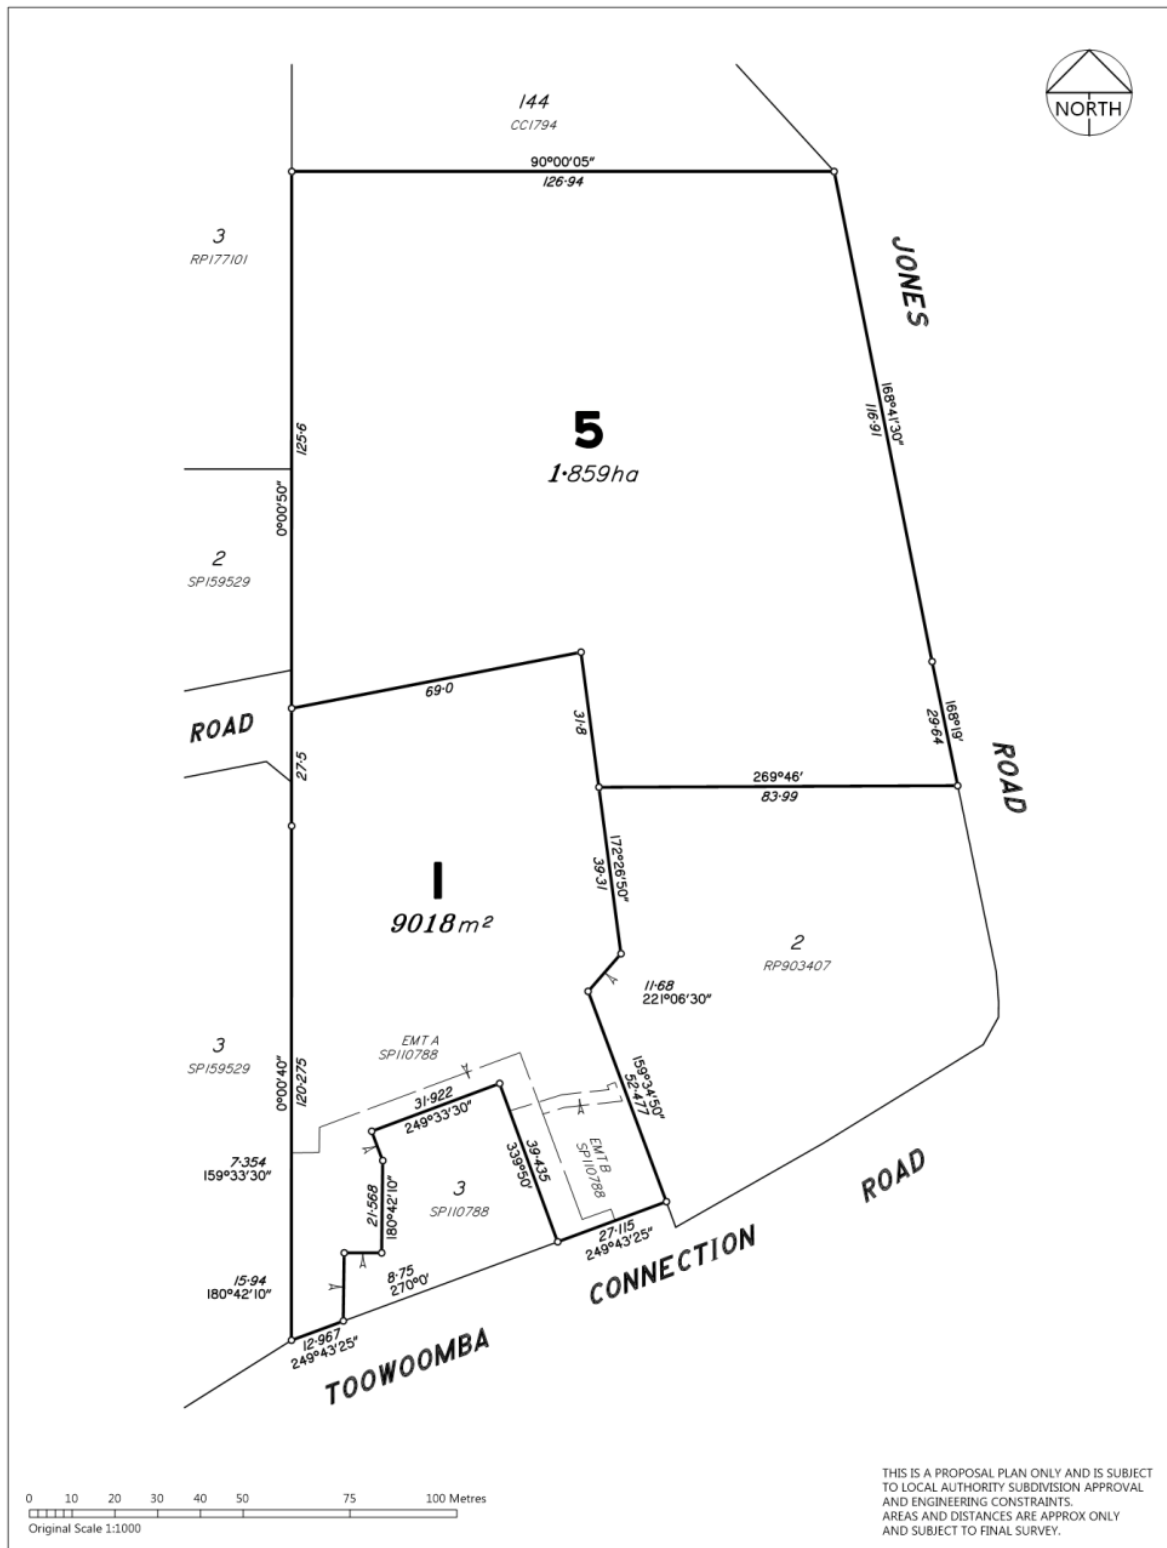 144
CC1794
NORTH
90°00'05"
126·94
3
RP177101
JONES
168°41'30"
116·91
5
1·859ha
125·6
0°00'50"
2
SP159529
69·0
31·8
168°19'
29·64
ROAD
27·5
ROAD
269°46'
83·99
1
9018m²
172°26'50"
39·31
2
RP903407
11·68
221°06'30"
3
SP159529
EMT A
SP110788
0°00'40"
120·275
31·922
249°33'30"
159°34'50"
52·477
7·354
159°33'30"
39·435
339°50'
EMT B
SP110788
3
SP110788
21·568
180°42'10"
ROAD
27·115
249°43'25"
CONNECTION
8·75
270°0'
15·94
180°42'10"
12·967
249°43'25"
TOOWOOMBA
0 10 20 30 40 50 75 100 Metres
Original Scale 1:1000
THIS IS A PROPOSAL PLAN ONLY AND IS SUBJECT
TO LOCAL AUTHORITY SUBDIVISION APPROVAL
AND ENGINEERING CONSTRAINTS.
AREAS AND DISTANCES ARE APPROX ONLY
AND SUBJECT TO FINAL SURVEY.